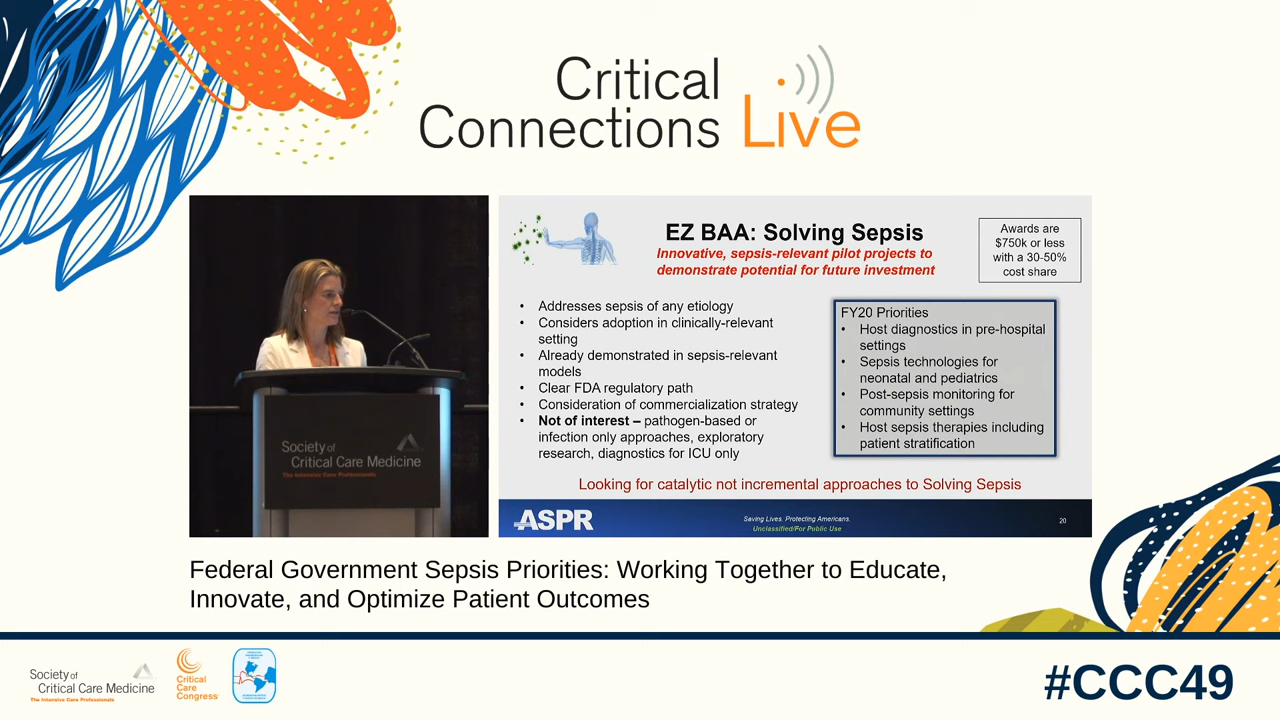 Critical
Connections Live
Society of
Critical Care Medicine
The Intensive Care Professionals
EZ BAA: Solving Sepsis
Innovative, sepsis-relevant pilot projects to
demonstrate potential for future investment
Awards are
$750k or less
with a 30-50%
cost share
• Addresses sepsis of any etiology
• Considers adoption in clinically-relevant
setting
• Already demonstrated in sepsis-relevant
models
• Clear FDA regulatory path
• Consideration of commercialization strategy
• Not of interest – pathogen-based or
infection only approaches, exploratory
research, diagnostics for ICU only
FY20 Priorities
• Host diagnostics in pre-hospital
settings
• Sepsis technologies for
neonatal and pediatrics
• Post-sepsis monitoring for
community settings
• Host sepsis therapies including
patient stratification
Looking for catalytic not incremental approaches to Solving Sepsis
ASPR
Saving Lives. Protecting Americans.
Unclassified/For Public Use
20
Federal Government Sepsis Priorities: Working Together to Educate,
Innovate, and Optimize Patient Outcomes
Society of
Critical Care Medicine
The Intensive Care Professionals
Critical
Care
Congress
#CCC49